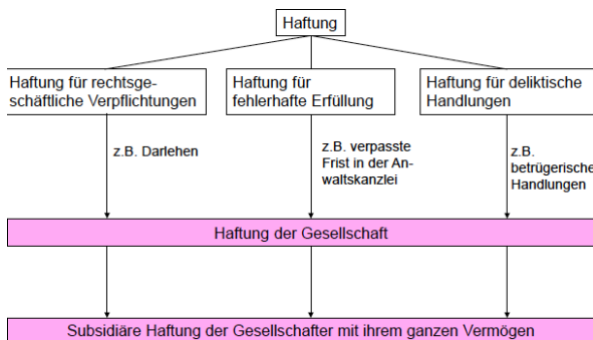 Haftung
Haftung für rechtsge-
schäftliche Verpflichtungen
Haftung für
fehlerhafte Erfüllung
Haftung für deliktische
Handlungen
z.B. Darlehen
z.B. verpasste
Frist in der An-
waltskanzlei
z.B.
betrügerische
Handlungen
Haftung der Gesellschaft
Subsidiäre Haftung der Gesellschafter mit ihrem ganzen Vermögen